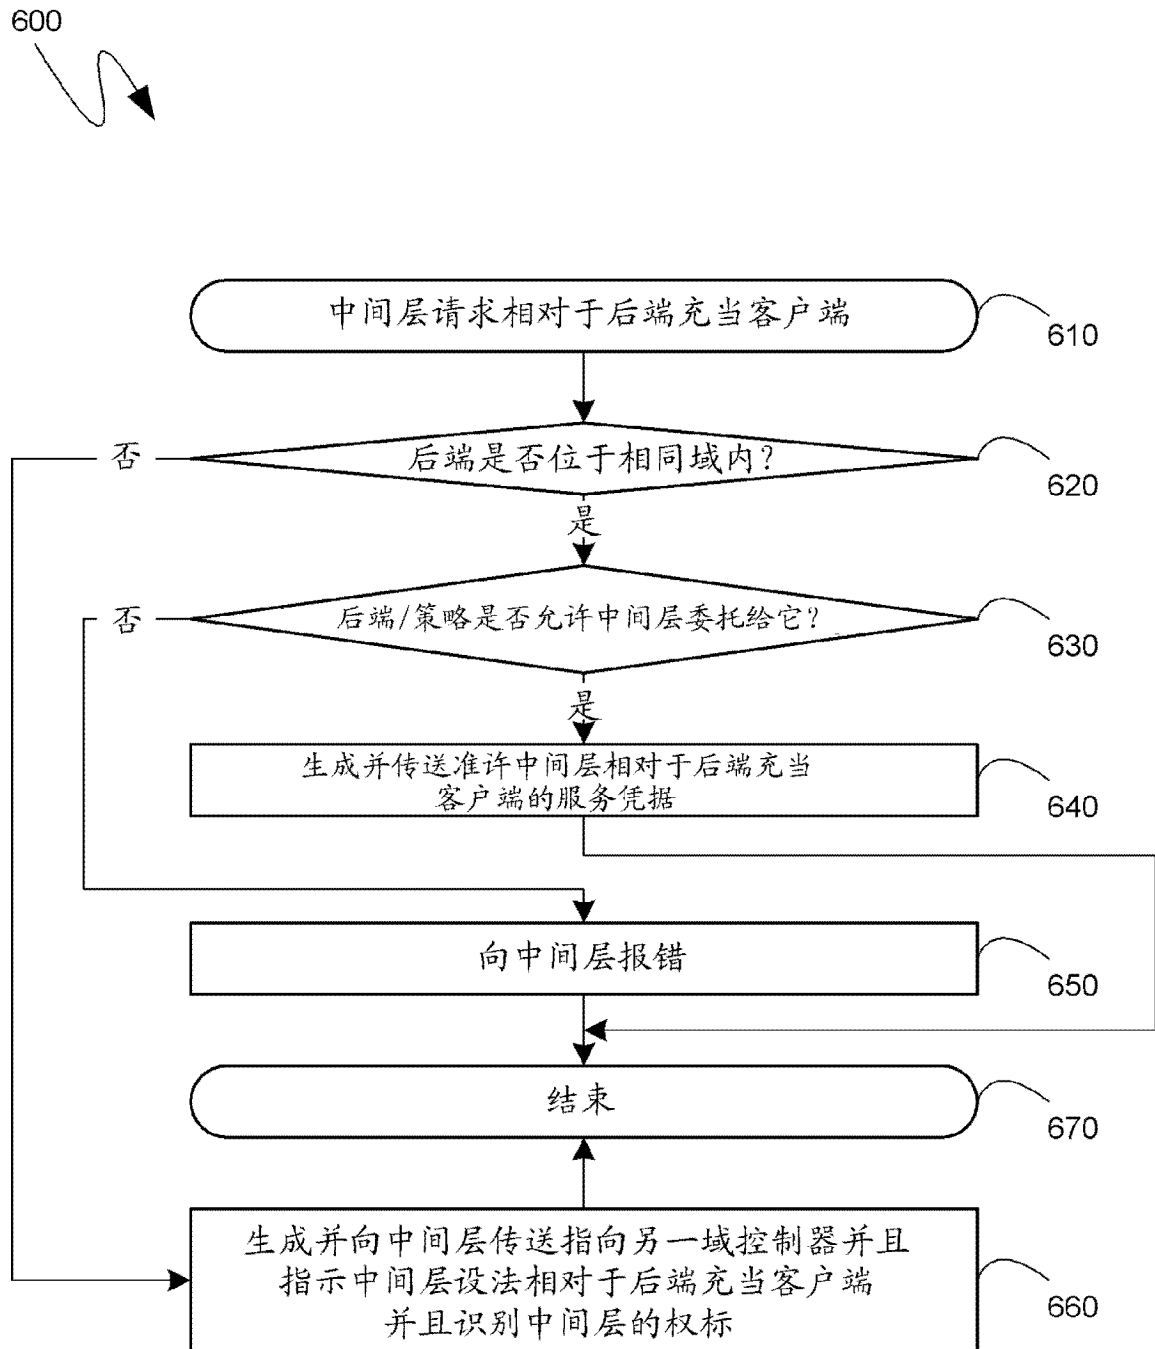 600
中间层请求相对于后端充当客户端
610
后端是否位于相同域内？
620
否
是
后端/策略是否允许中间层委托给它？
630
否
是
生成并传送准许中间层相对于后端充当
客户端的服务凭据
640
向中间层报错
650
结束
670
生成并向中间层传送指向另一域控制器并且
指示中间层设法相对于后端充当客户端
并且识别中间层的权标
660